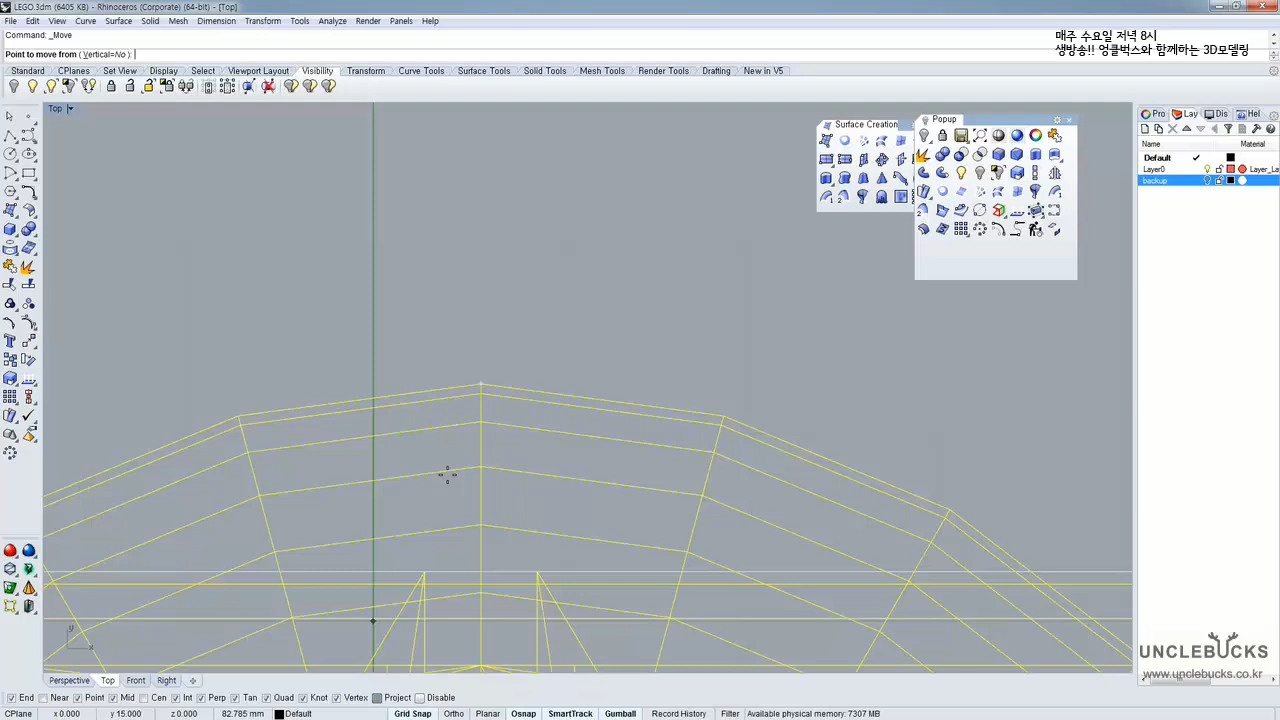 LEGO.3dm (6405 KB) - Rhinoceros (Corporate) (64-bit) - [Top]
File Edit View Curve Surface Solid Mesh Dimension Transform Tools Analyze Render Panels Help
Command: _Move
매주 수요일 저녁 8시
Point to move from ( Vertical=No ):
생방송!! 엉클벅스와 함께하는 3D모델링
Standard CPlanes Set View Display Select Viewport Layout Visibility Transform Curve Tools Surface Tools Solid Tools Mesh Tools Render Tools Drafting New in V5
Top
Surface Creation
Popup
Pro Lay Dis Hel
Name Material
Default
Layer0 Layer_La
backup
y
x
UNCLEBUCKS
www.unclebucks.co.kr
Perspective Top Front Right
End Near Point Mid Cen Int Perp Tan Quad Knot Vertex Project Disable
CPlane x 0.000 y 15.000 z 0.000 82.785 mm Default Grid Snap Ortho Planar Osnap SmartTrack Gumball Record History Filter Available physical memory: 7307 MB